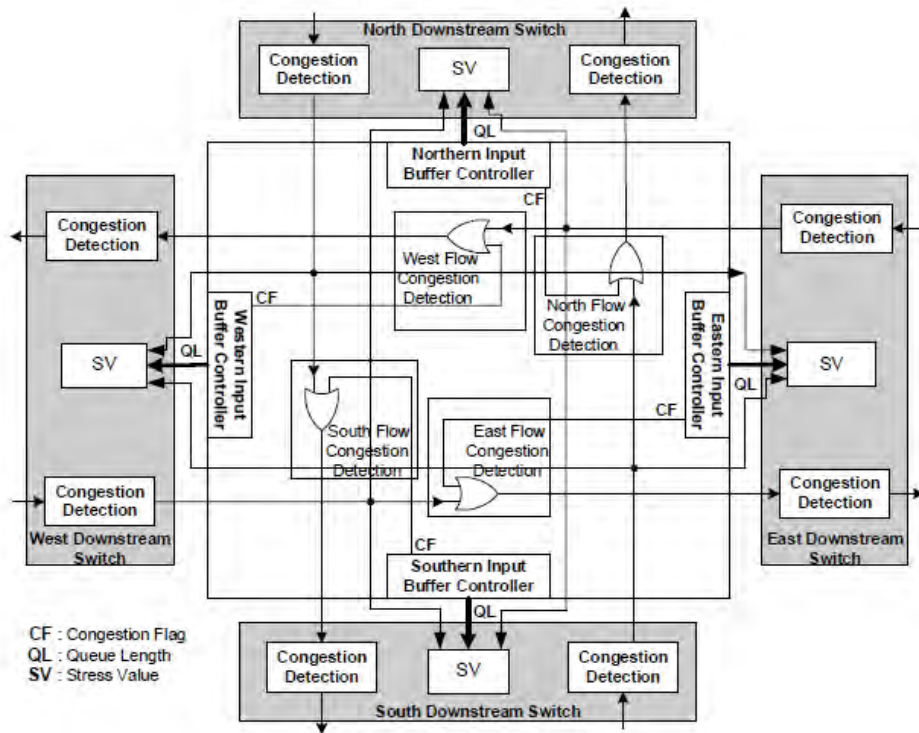 North Downstream Switch
Congestion
Detection
SV
Congestion
Detection
QL
Northern Input
Buffer Controller
CF
Congestion
Detection
Congestion
Detection
West Flow
Congestion
Detection
CF
North Flow
Congestion
Detection
Western Input
Buffer Controller
Eastern Input
Buffer Controller
SV
QL
SV
QL
CF
South Flow
Congestion
Detection
East Flow
Congestion
Detection
Congestion
Detection
Congestion
Detection
West Downstream
Switch
East Downstream
Switch
CF
Southern Input
Buffer Controller
QL
CF : Congestion Flag
QL : Queue Length
SV : Stress Value
Congestion
Detection
SV
Congestion
Detection
South Downstream Switch